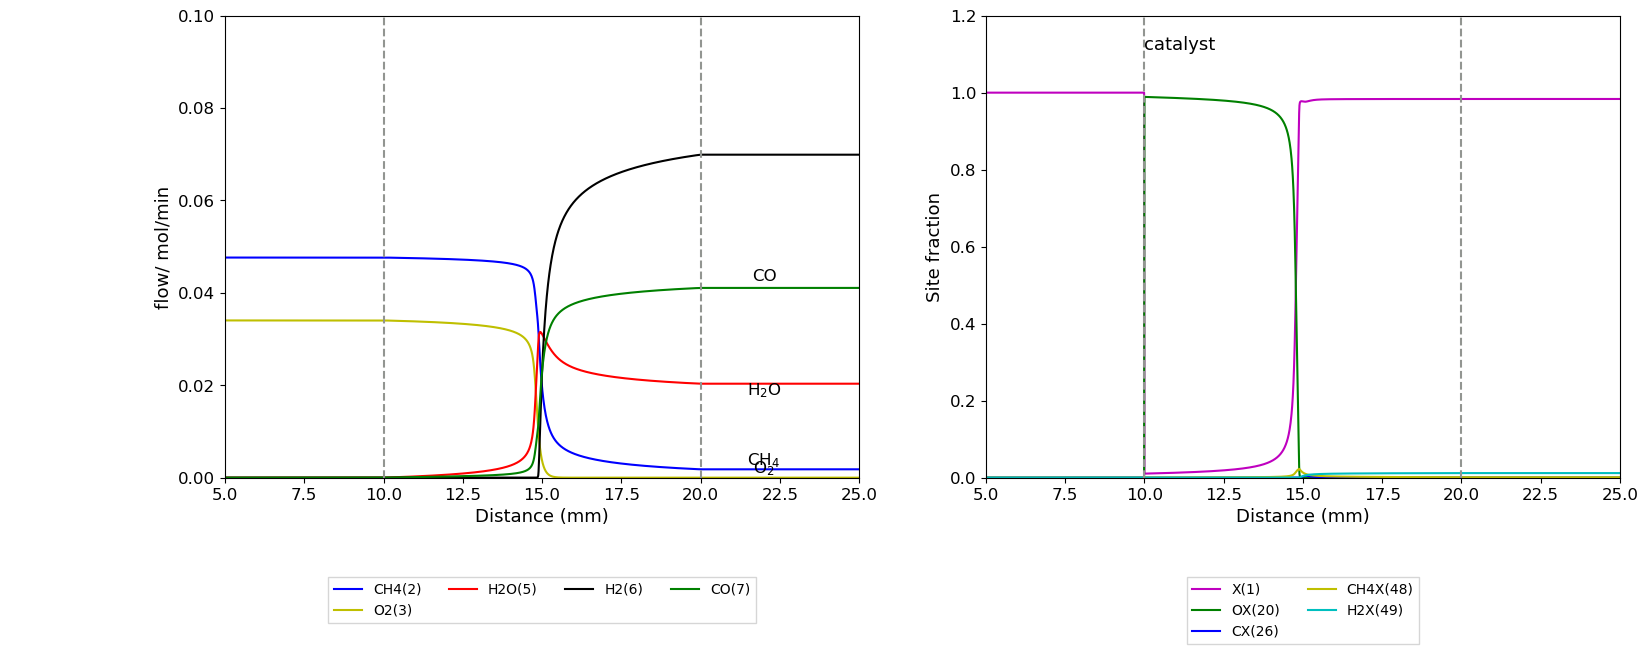 0.10
0.08
0.06
0.04
0.02
0.00
flow/ mol/min
CO
H₂O
CH₄
O₂
5.0 7.5 10.0 12.5 15.0 17.5 20.0 22.5 25.0
Distance (mm)
CH4(2) H2O(5) H2(6) CO(7)
O2(3)
1.2
1.0
0.8
0.6
0.4
0.2
0.0
Site fraction
catalyst
5.0 7.5 10.0 12.5 15.0 17.5 20.0 22.5 25.0
Distance (mm)
X(1) CH4X(48)
OX(20) H2X(49)
CX(26)